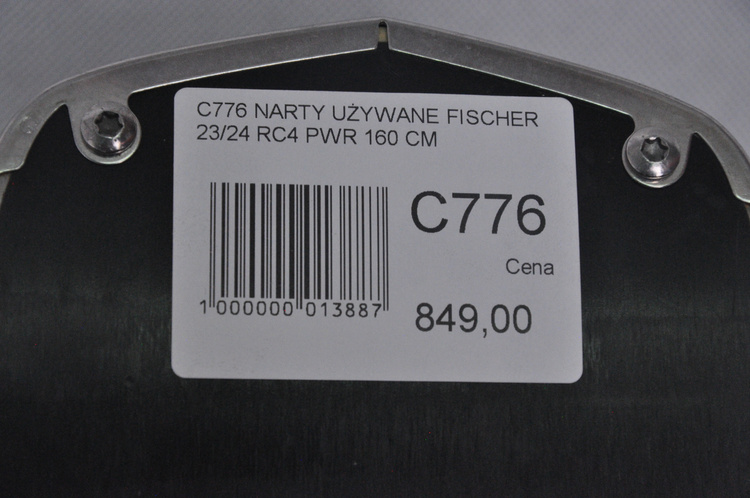 C776 NARTY UŻYWANE FISCHER
23/24 RC4 PWR 160 CM
C776
Cena
849,00
1 000000 013887